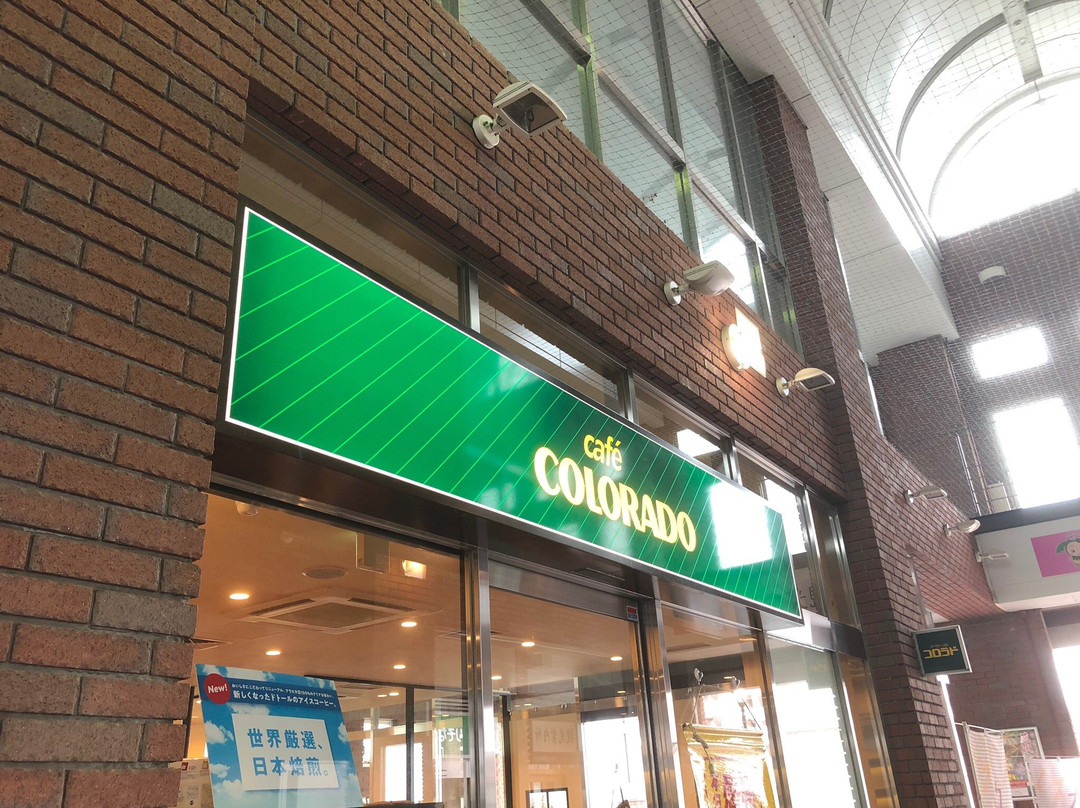 café
COLORADO
コロラド
New!
新しくなったドトールのアイスコーヒー。
世界厳選、
日本焙煎。